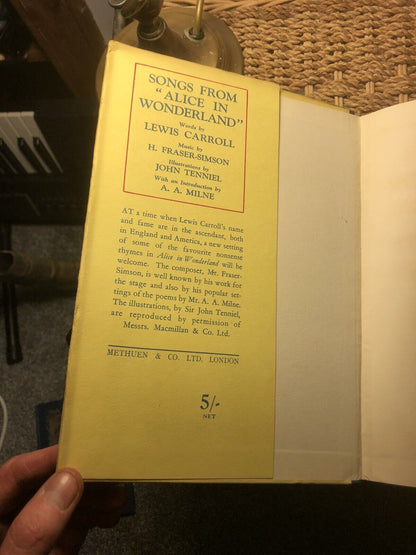 SONGS FROM
"ALICE IN
WONDERLAND"
Words by
LEWIS CARROLL
Music by
H. FRASER-SIMSON
Illustrations by
JOHN TENNIEL
With an Introduction by
A. A. MILNE
AT a time when Lewis Carroll's name
and fame are in the ascendant, both
in England and America, a new setting
of some of the favourite nonsense
rhymes in Alice in Wonderland will be
welcome. The composer, Mr. Fraser-
Simson, is well known by his work for
the stage and also by his popular set-
tings of the poems by Mr. A. A. Milne.
The illustrations, by Sir John Tenniel,
are reproduced by permission of
Messrs. Macmillan & Co. Ltd.
METHUEN & CO. LTD. LONDON
5/-
NET